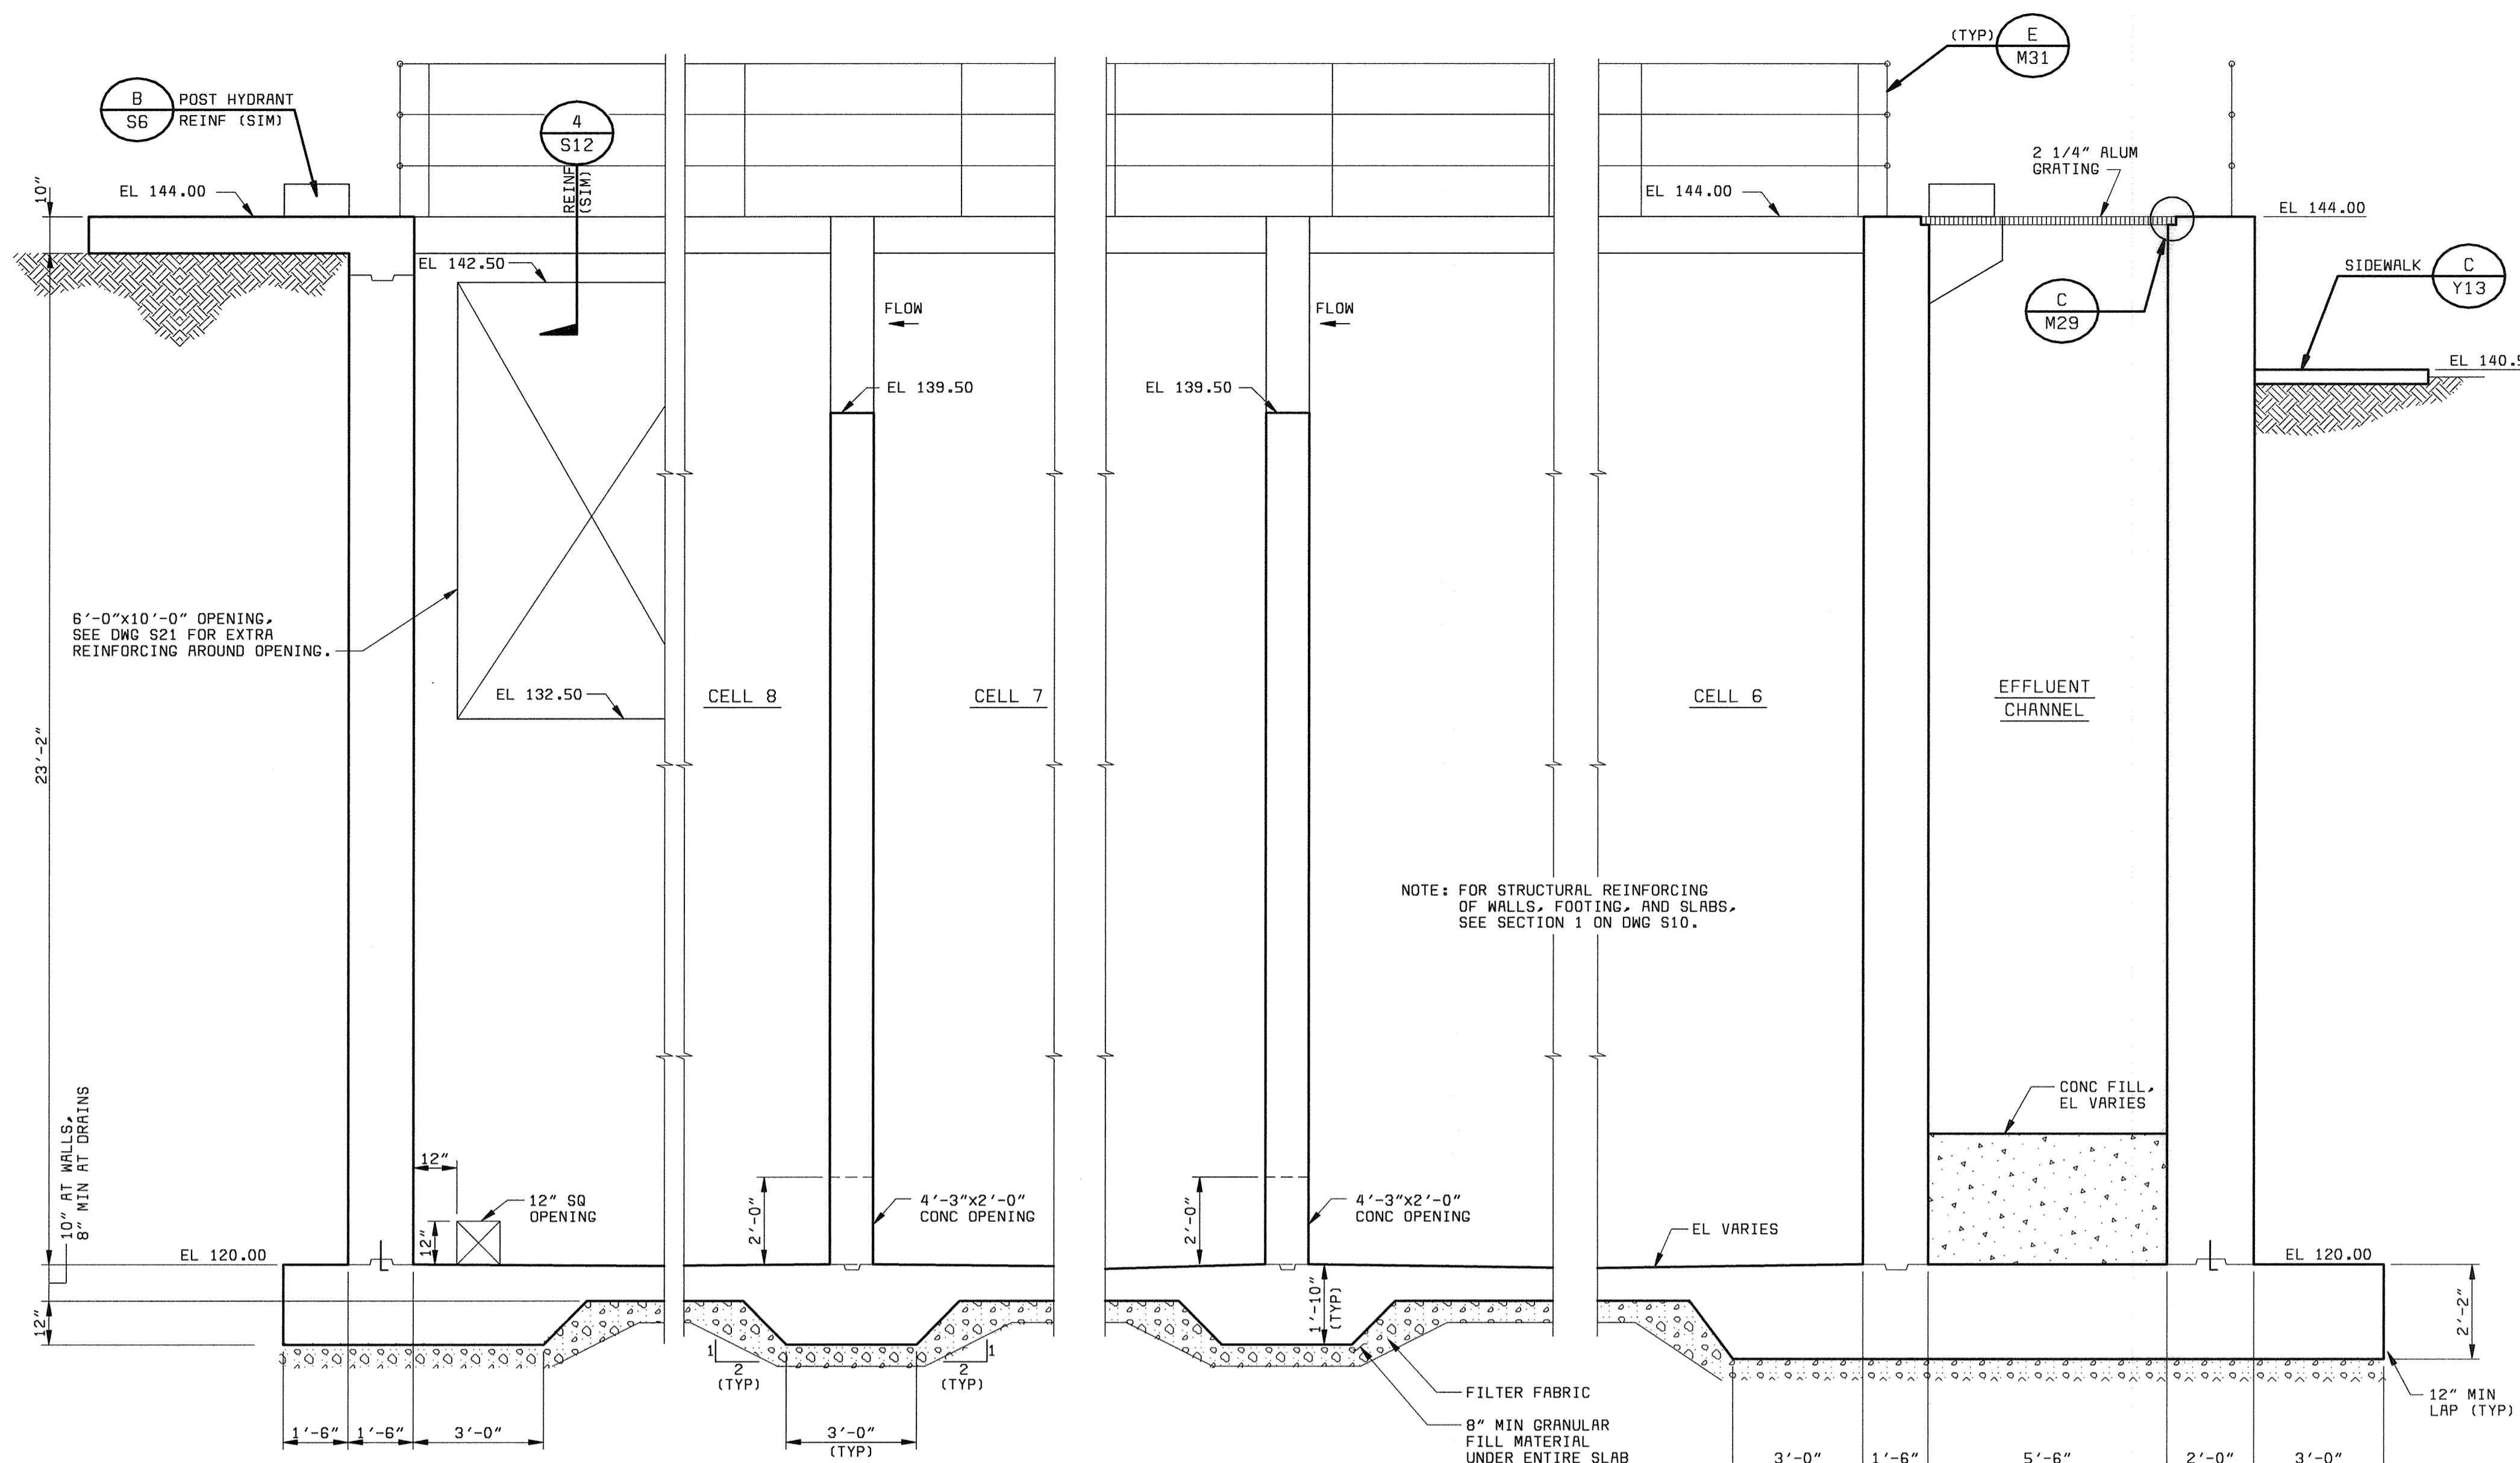 (TYP)
E
M31
B
S6
POST HYDRANT
REINF (SIM)
4
S12
REINF
(SIM)
2 1/4" ALUM
GRATING
10"
EL 144.00
EL 144.00
EL 144.00
EL 142.50
SIDEWALK
C
Y13
C
M29
FLOW
FLOW
EL 139.50
EL 139.50
6'-0"x10'-0" OPENING,
SEE DWG S21 FOR EXTRA
REINFORCING AROUND OPENING.
EL 132.50
CELL 8
CELL 7
CELL 6
EFFLUENT
CHANNEL
23'-2"
NOTE: FOR STRUCTURAL REINFORCING
OF WALLS, FOOTING, AND SLABS,
SEE SECTION 1 ON DWG S10.
CONC FILL,
EL VARIES
10" AT WALLS,
8" MIN AT DRAINS
12"
12"
12" SQ
OPENING
2'-0"
4'-3"x2'-0"
CONC OPENING
2'-0"
4'-3"x2'-0"
CONC OPENING
EL VARIES
EL 120.00
EL 120.00
12"
1'-10"
(TYP)
2'-2"
1
2
(TYP)
1
2
(TYP)
FILTER FABRIC
8" MIN GRANULAR
FILL MATERIAL
UNDER ENTIRE SLAB
12" MIN
LAP (TYP)
1'-6"
1'-6"
3'-0"
3'-0"
(TYP)
3'-0"
1'-6"
5'-6"
2'-0"
3'-0"